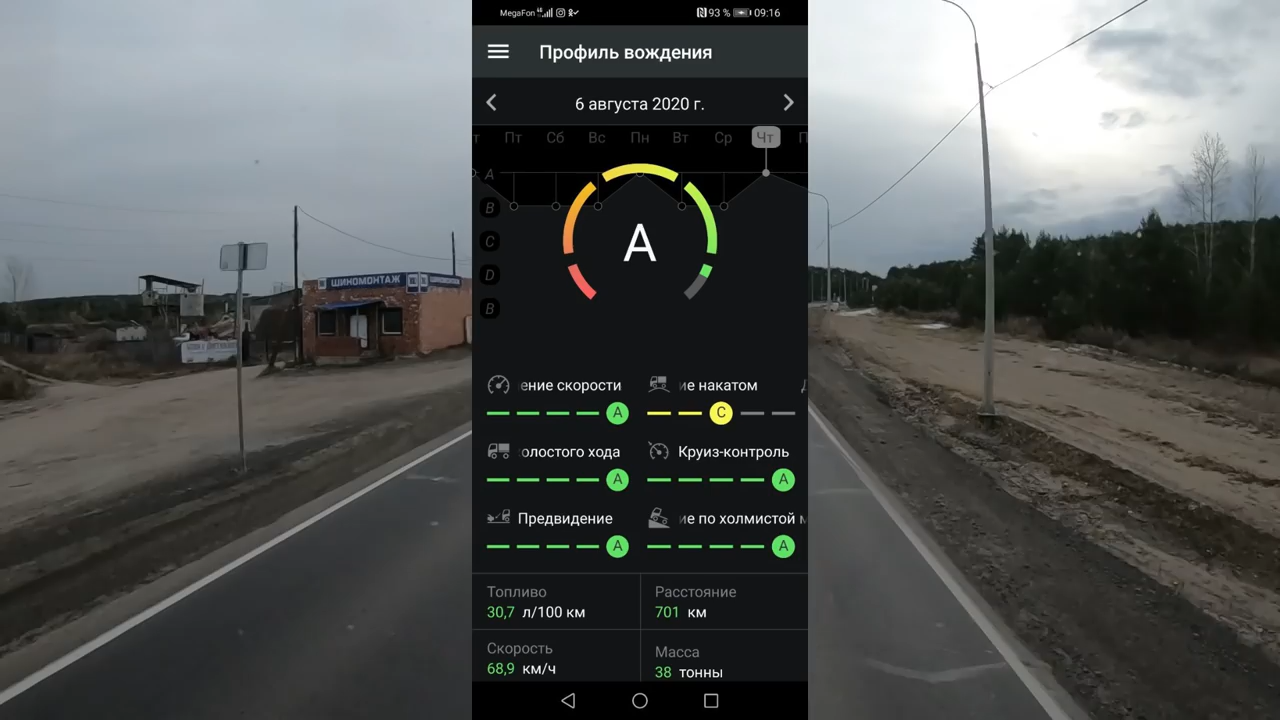 MegaFon 93 % 09:16
Профиль вождения
6 августа 2020 г.
т Пт Сб Вс Пн Вт Ср Чт П
A
B
C
D
B
A
ение скорости
A
ие накатом
C
олостого хода
A
Круиз-контроль
A
Предвидение
A
ие по холмистой м
A
Топливо
30,7 л/100 км
Расстояние
701 км
Скорость
68,9 км/ч
Масса
38 тонны
ШИНОМОНТАЖ